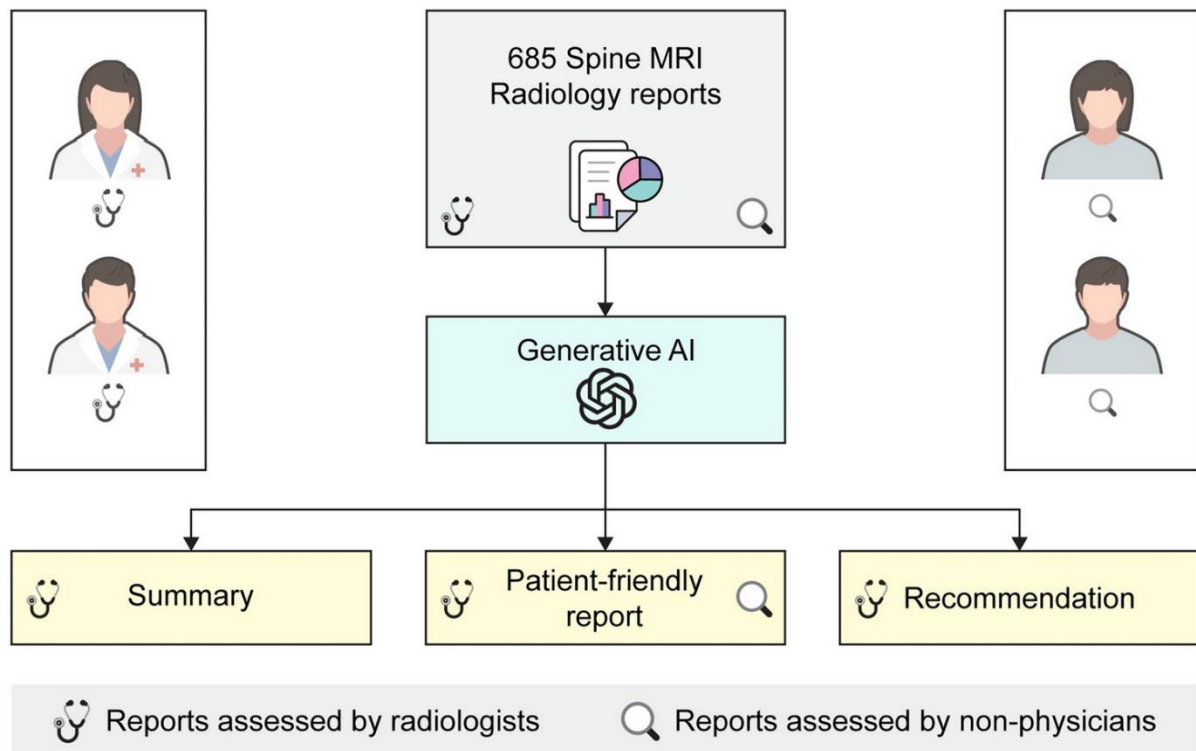 685 Spine MRI
Radiology reports
Generative AI
Summary
Patient-friendly
report
Recommendation
Reports assessed by radiologists
Reports assessed by non-physicians